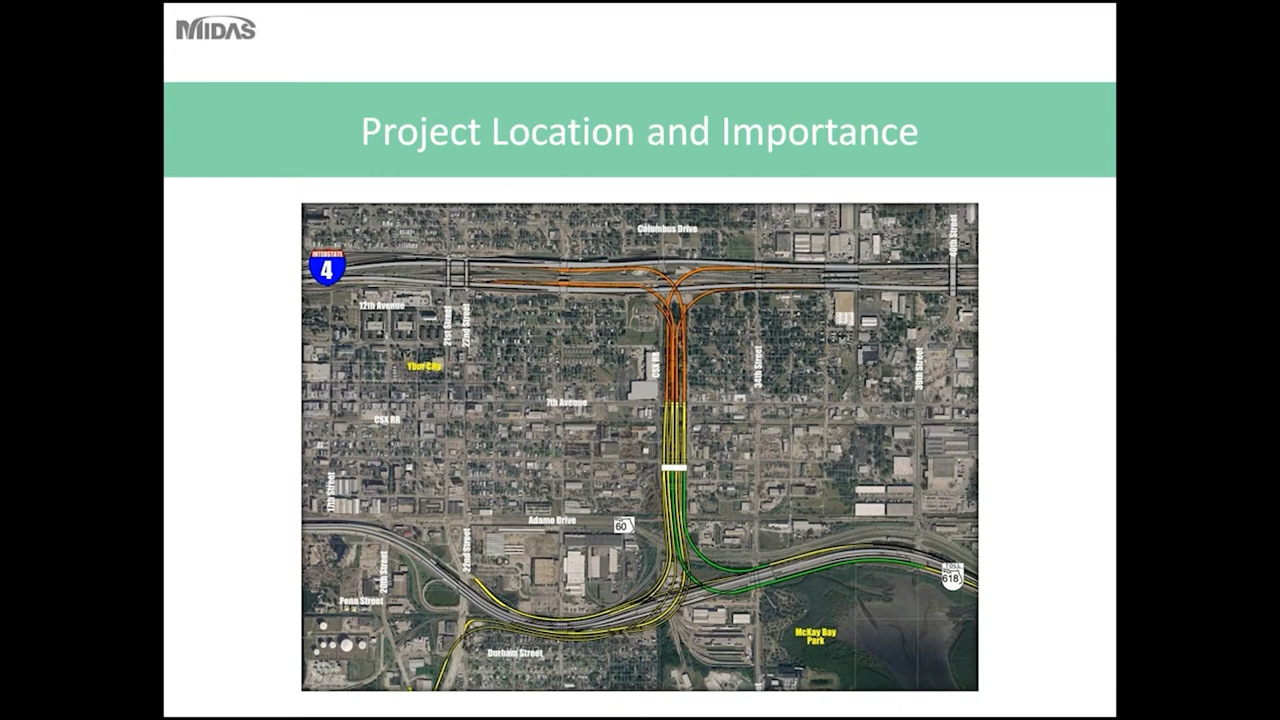 MIDAS
Project Location and Importance
Columbus Drive
40th Street
INTERSTATE
4
12th Avenue
21st Street
22nd Street
CSX RR
34th Street
39th Street
Ybor City
7th Avenue
CSX RR
17th Street
Adamo Drive
60
22nd Street
20th Street
TOLL
618
Penn Street
McKay Bay
Park
Durham Street